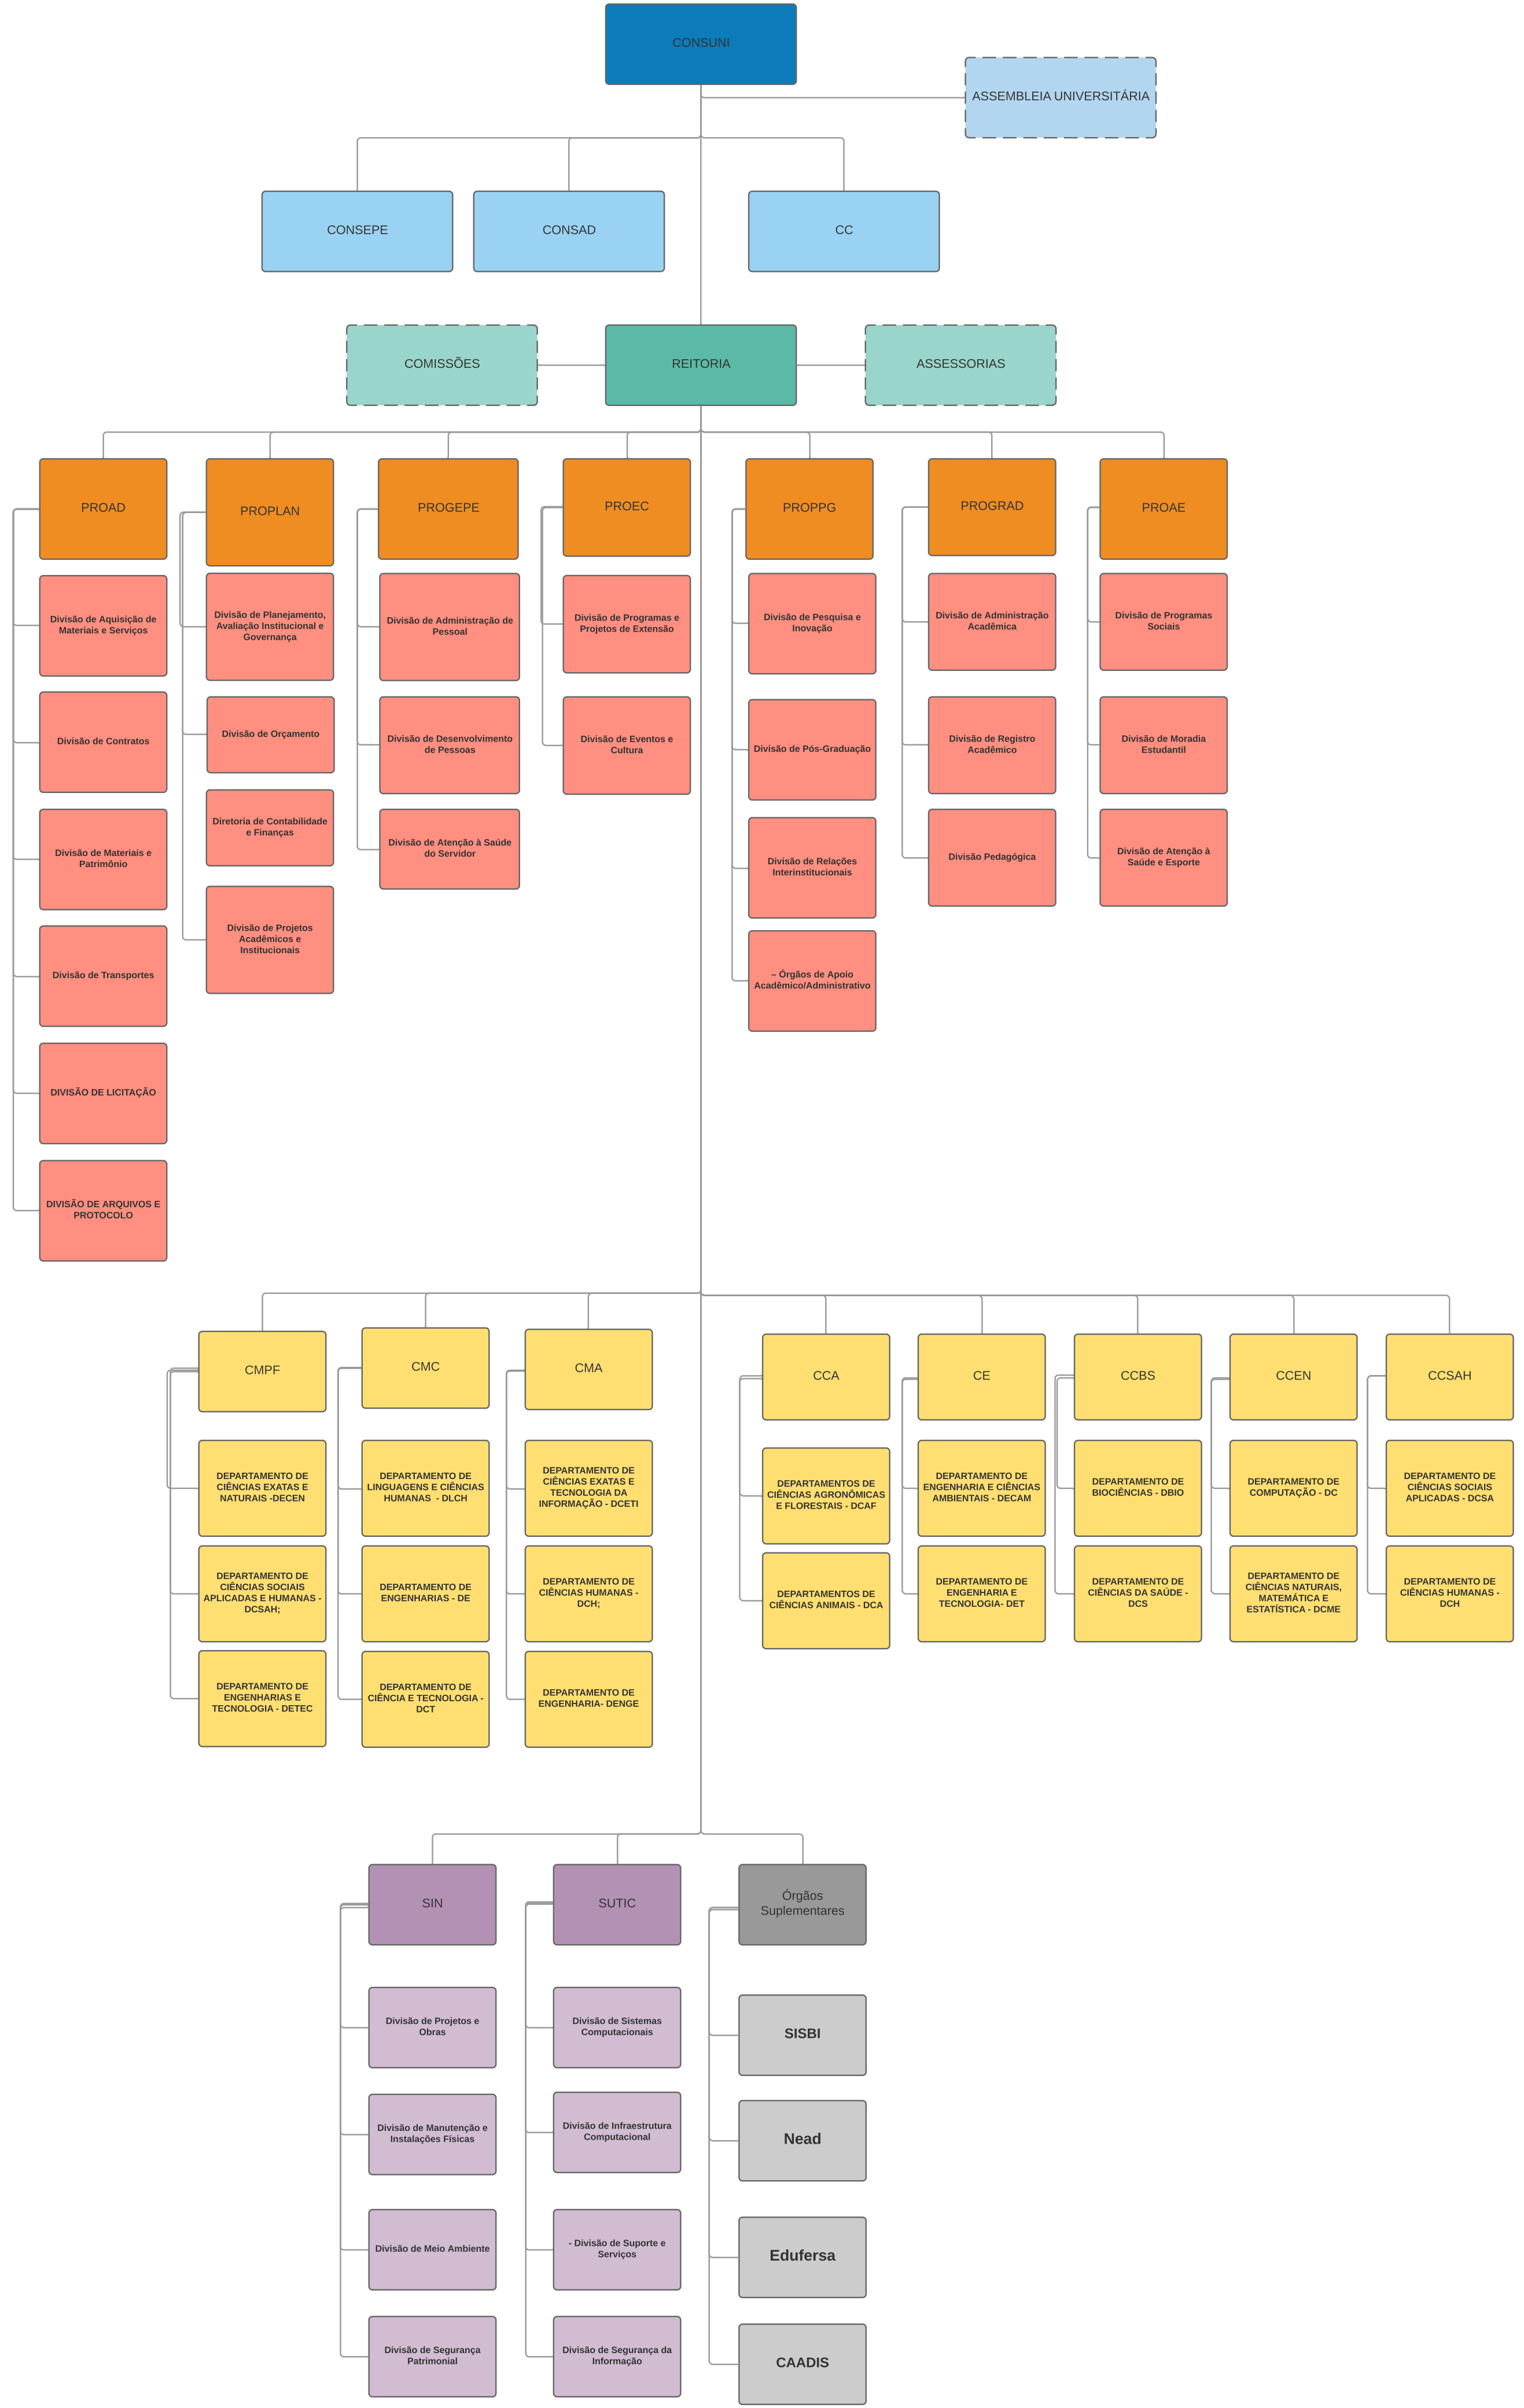 CONSUNI
ASSEMBLEIA UNIVERSITÁRIA
CONSEPE
CONSAD
CC
COMISSÕES
REITORIA
ASSESSORIAS
PROAD
PROPLAN
PROGEPE
PROEC
PROPPG
PROGRAD
PROAE
Divisão de Aquisição de
Materiais e Serviços
Divisão de Contratos
Divisão de Materiais e
Patrimônio
Divisão de Transportes
DIVISÃO DE LICITAÇÃO
DIVISÃO DE ARQUIVOS E
PROTOCOLO
Divisão de Planejamento,
Avaliação Institucional e
Governança
Divisão de Orçamento
Diretoria de Contabilidade
e Finanças
Divisão de Projetos
Acadêmicos e
Institucionais
Divisão de Administração de
Pessoal
Divisão de Desenvolvimento
de Pessoas
Divisão de Atenção à Saúde
do Servidor
Divisão de Programas e
Projetos de Extensão
Divisão de Eventos e
Cultura
Divisão de Pesquisa e
Inovação
Divisão de Pós-Graduação
Divisão de Relações
Interinstitucionais
– Órgãos de Apoio
Acadêmico/Administrativo
Divisão de Administração
Acadêmica
Divisão de Registro
Acadêmico
Divisão Pedagógica
Divisão de Programas
Sociais
Divisão de Moradia
Estudantil
Divisão de Atenção à
Saúde e Esporte
CMPF
CMC
CMA
CCA
CE
CCBS
CCEN
CCSAH
DEPARTAMENTO DE
CIÊNCIAS EXATAS E
NATURAIS -DECEN
DEPARTAMENTO DE
CIÊNCIAS SOCIAIS
APLICADAS E HUMANAS -
DCSAH;
DEPARTAMENTO DE
ENGENHARIAS E
TECNOLOGIA - DETEC
DEPARTAMENTO DE
LINGUAGENS E CIÊNCIAS
HUMANAS  - DLCH
DEPARTAMENTO DE
ENGENHARIAS - DE
DEPARTAMENTO DE
CIÊNCIA E TECNOLOGIA -
DCT
DEPARTAMENTO DE
CIÊNCIAS EXATAS E
TECNOLOGIA DA
INFORMAÇÃO - DCETI
DEPARTAMENTO DE
CIÊNCIAS HUMANAS -
DCH;
DEPARTAMENTO DE
ENGENHARIA- DENGE
DEPARTAMENTOS DE
CIÊNCIAS AGRONÔMICAS
E FLORESTAIS - DCAF
DEPARTAMENTOS DE
CIÊNCIAS ANIMAIS - DCA
DEPARTAMENTO DE
ENGENHARIA E CIÊNCIAS
AMBIENTAIS - DECAM
DEPARTAMENTO DE
ENGENHARIA E
TECNOLOGIA- DET
DEPARTAMENTO DE
BIOCIÊNCIAS - DBIO
DEPARTAMENTO DE
CIÊNCIAS DA SAÚDE -
DCS
DEPARTAMENTO DE
COMPUTAÇÃO - DC
DEPARTAMENTO DE
CIÊNCIAS NATURAIS,
MATEMÁTICA E
ESTATÍSTICA - DCME
DEPARTAMENTO DE
CIÊNCIAS SOCIAIS
APLICADAS - DCSA
DEPARTAMENTO DE
CIÊNCIAS HUMANAS -
DCH
SIN
SUTIC
Órgãos
Suplementares
Divisão de Projetos e
Obras
Divisão de Manutenção e
Instalações Físicas
Divisão de Meio Ambiente
Divisão de Segurança
Patrimonial
Divisão de Sistemas
Computacionais
Divisão de Infraestrutura
Computacional
- Divisão de Suporte e
Serviços
Divisão de Segurança da
Informação
SISBI
Nead
Edufersa
CAADIS